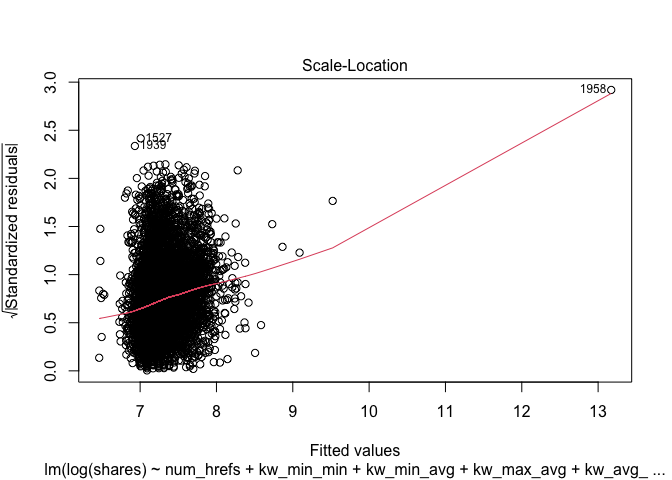 Scale-Location
3.0
2.5
2.0
1.5
1.0
0.5
0.0
√|Standardized residuals|
1958
1527
1939
7 8 9 10 11 12 13
Fitted values
lm(log(shares) ~ num_hrefs + kw_min_min + kw_min_avg + kw_max_avg + kw_avg_ ...